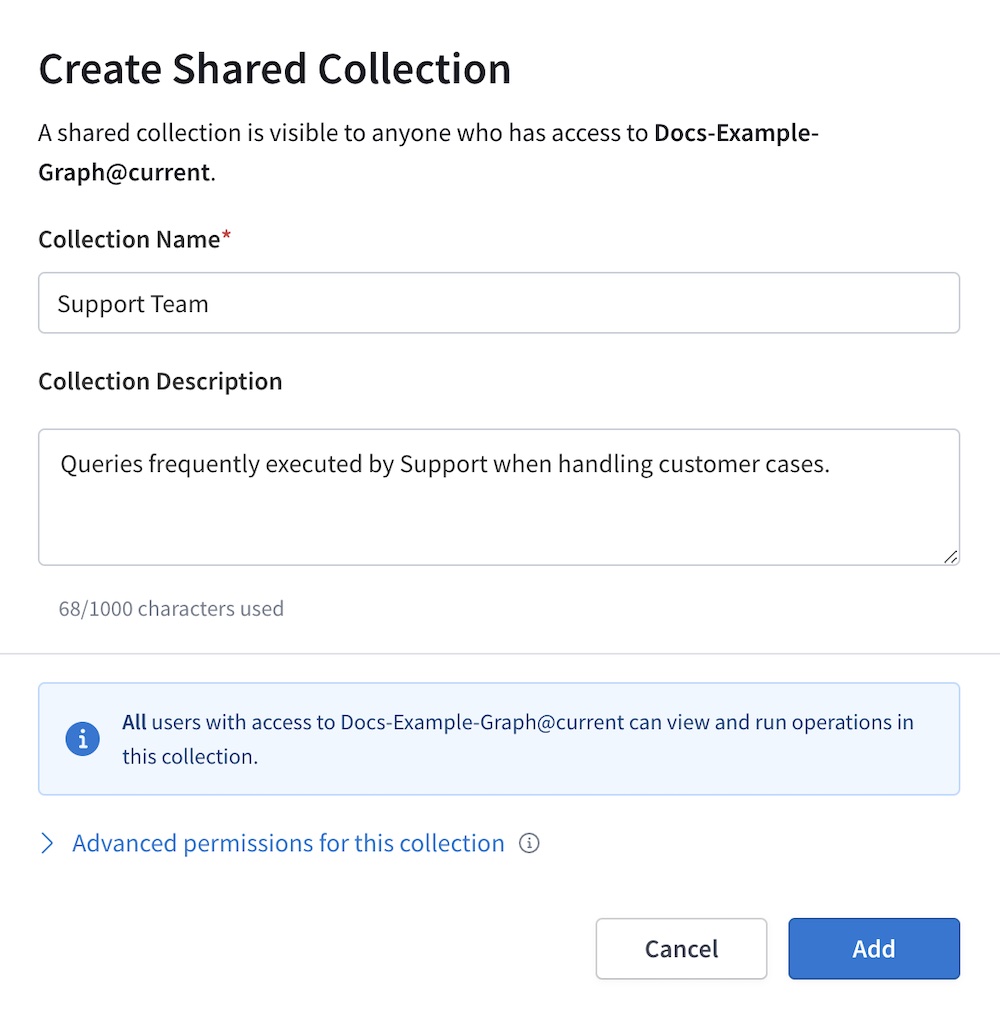 Create Shared Collection
A shared collection is visible to anyone who has access to Docs-Example-
Graph@current.
Collection Name*
Support Team
Collection Description
Queries frequently executed by Support when handling customer cases.
68/1000 characters used
All users with access to Docs-Example-Graph@current can view and run operations in
this collection.
Advanced permissions for this collection
Cancel
Add